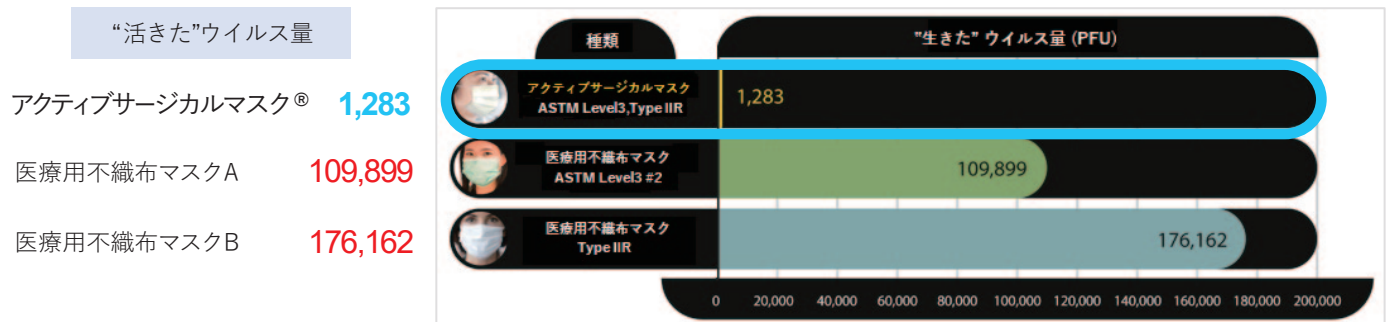 “活きた”ウイルス量
アクティブサージカルマスク® 1,283
医療用不織布マスクA 109,899
医療用不織布マスクB 176,162
種類
"生きた" ウイルス量 (PFU)
アクティブサージカルマスク
ASTM Level3,Type IIR
1,283
医療用不織布マスク
ASTM Level3 #2
109,899
医療用不織布マスク
Type IIR
176,162
0 20,000 40,000 60,000 80,000 100,000 120,000 140,000 160,000 180,000 200,000